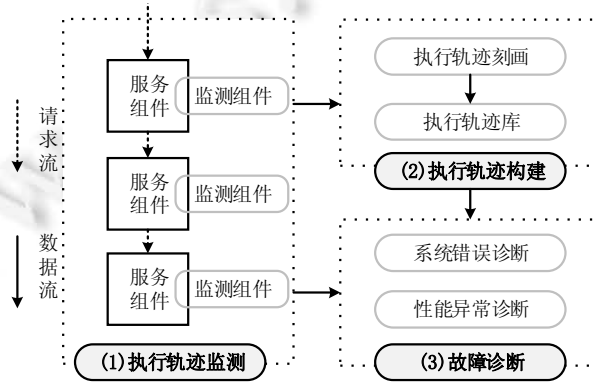 请求流
数据流
服务
组件
监测组件
服务
组件
监测组件
服务
组件
监测组件
(1)执行轨迹监测
执行轨迹刻画
执行轨迹库
(2)执行轨迹构建
系统错误诊断
性能异常诊断
(3)故障诊断